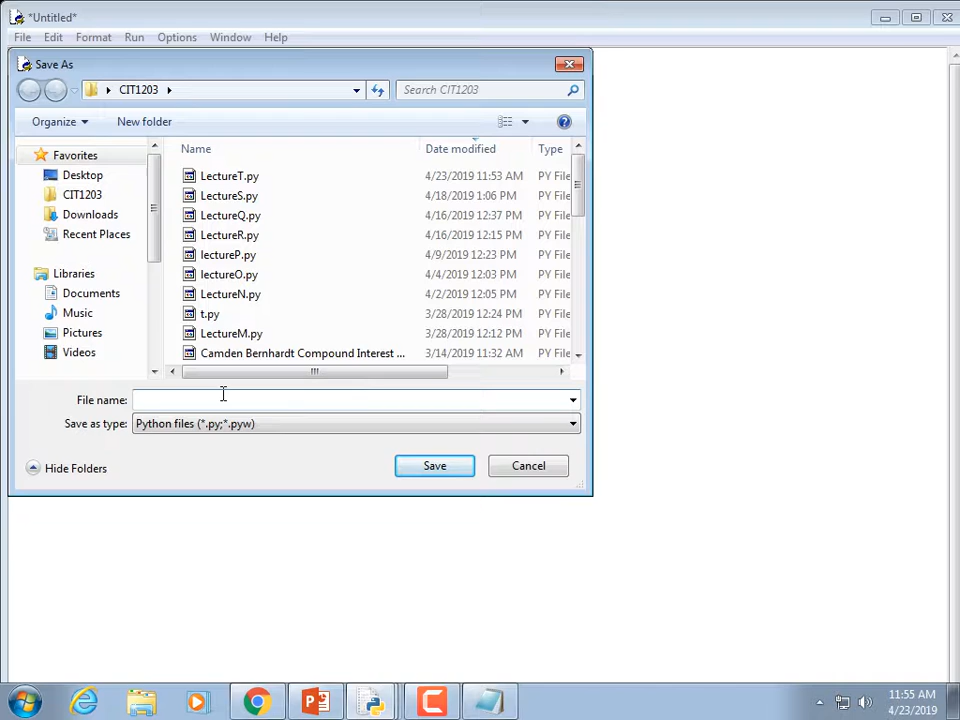 *Untitled*
File Edit Format Run Options Window Help
Save As
CIT1203 Search CIT1203
Organize New folder
Name Date modified Type
Favorites
Desktop
CIT1203
Downloads
Recent Places
Libraries
Documents
Music
Pictures
Videos
LectureT.py 4/23/2019 11:53 AM PY File
LectureS.py 4/18/2019 1:06 PM PY File
LectureQ.py 4/16/2019 12:37 PM PY File
LectureR.py 4/16/2019 12:15 PM PY File
lectureP.py 4/9/2019 12:23 PM PY File
lectureO.py 4/4/2019 12:03 PM PY File
LectureN.py 4/2/2019 12:05 PM PY File
t.py 3/28/2019 12:24 PM PY File
LectureM.py 3/28/2019 12:12 PM PY File
Camden Bernhardt Compound Interest ... 3/14/2019 11:32 AM PY File
File name:
Save as type: Python files (*.py;*.pyw)
Hide Folders Save Cancel
11:55 AM
4/23/2019